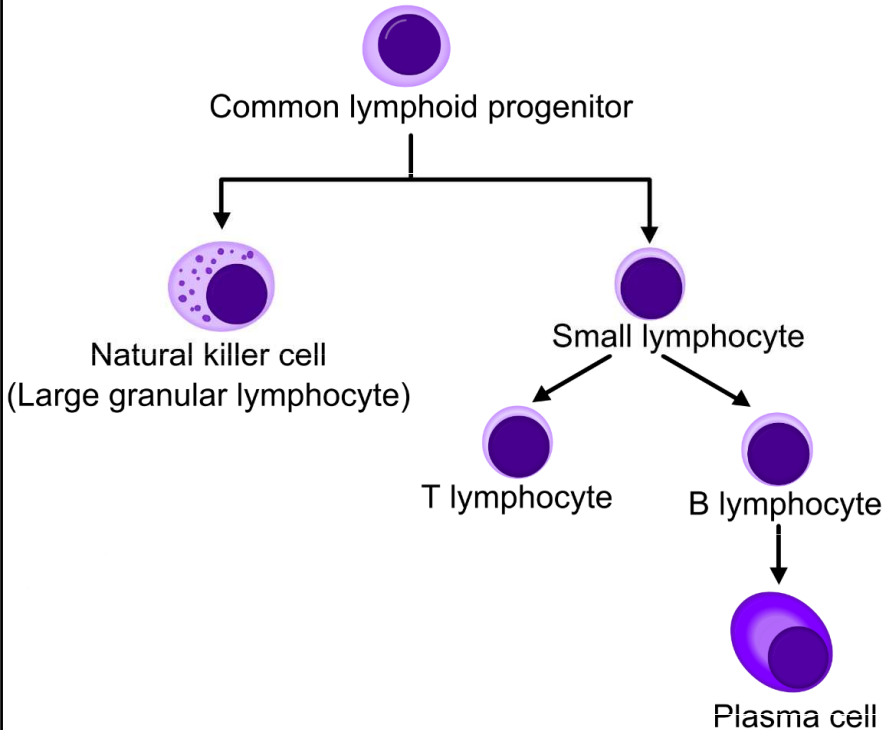 Common lymphoid progenitor
Natural killer cell
(Large granular lymphocyte)
Small lymphocyte
T lymphocyte
B lymphocyte
Plasma cell